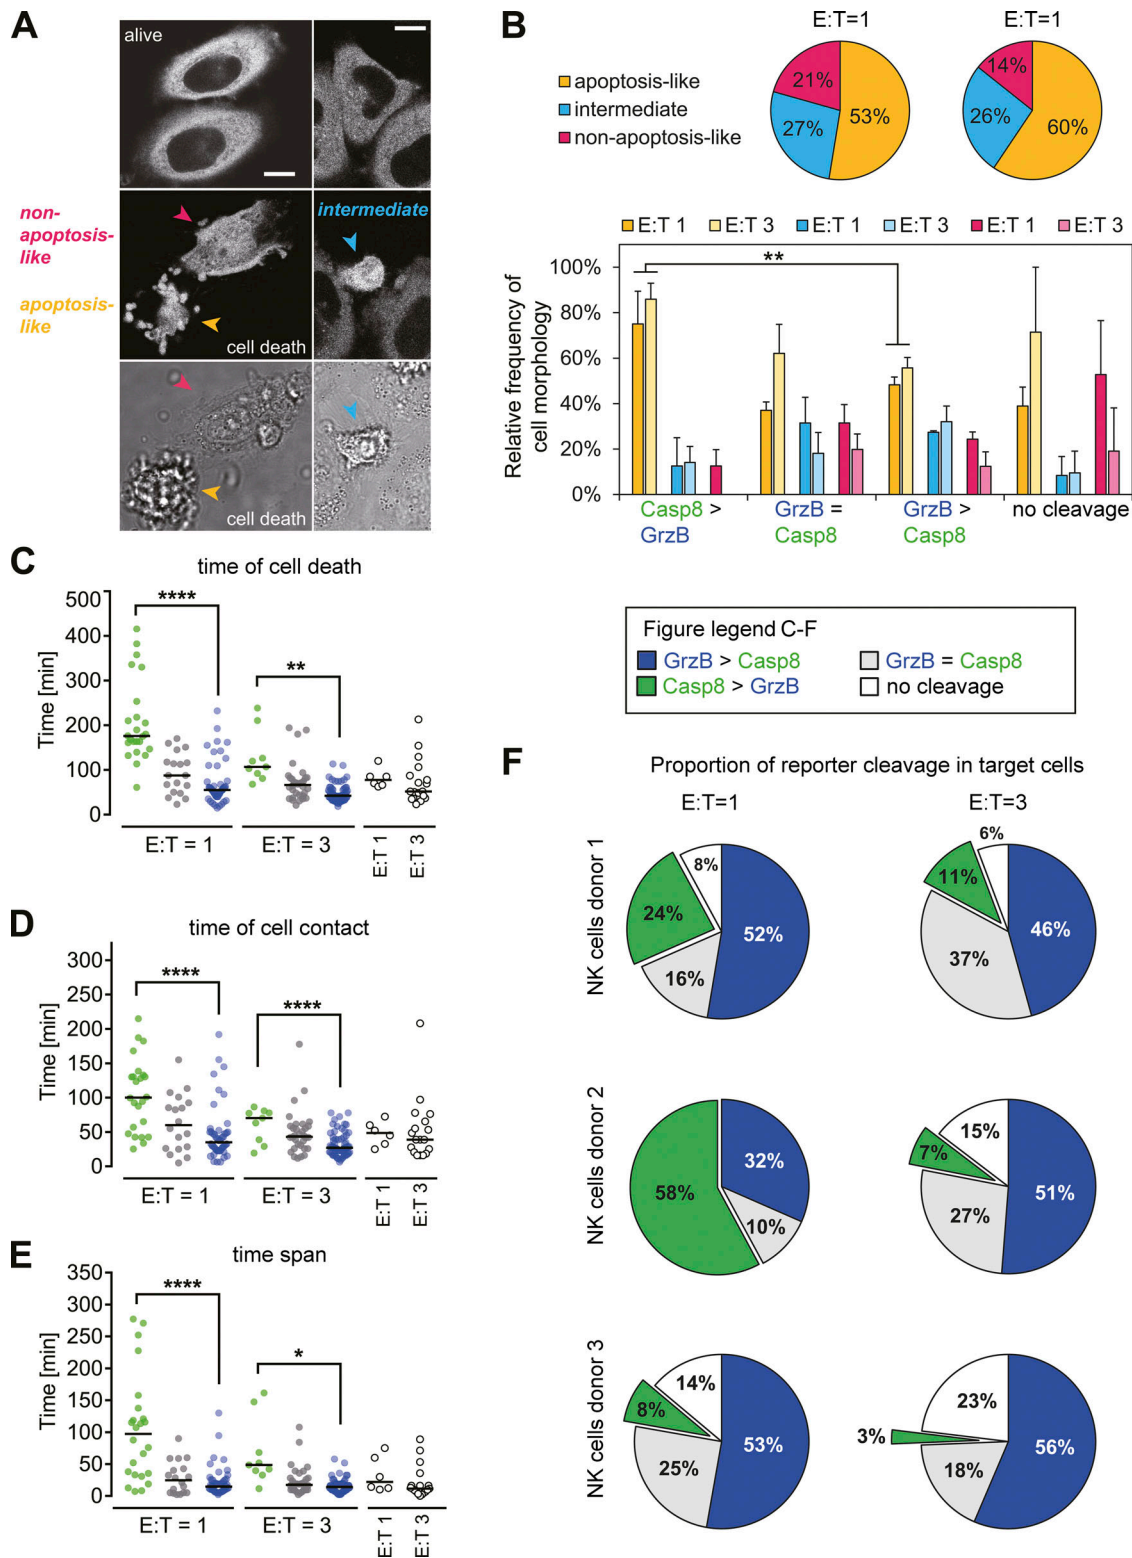 A
alive
non-
apoptosis-
like
intermediate
apoptosis-
like
cell death
cell death
B
E:T=1
E:T=1
apoptosis-like
intermediate
non-apoptosis-like
21%
53%
27%
14%
60%
26%
E:T 1
E:T 3
E:T 1
E:T 3
E:T 1
E:T 3
Relative frequency of
cell morphology
100%
80%
60%
40%
20%
0%
**
Casp8 >
GrzB
GrzB =
Casp8
GrzB >
Casp8
no cleavage
C
time of cell death
Time [min]
500
400
300
200
100
0
****
**
E:T = 1
E:T = 3
E:T 1
E:T 3
D
time of cell contact
Time [min]
300
250
200
150
100
50
0
****
****
E:T = 1
E:T = 3
E:T 1
E:T 3
E
time span
Time [min]
350
300
250
200
150
100
50
0
****
*
E:T = 1
E:T = 3
E:T 1
E:T 3
Figure legend C-F
GrzB > Casp8
GrzB = Casp8
Casp8 > GrzB
no cleavage
F
Proportion of reporter cleavage in target cells
E:T=1
E:T=3
NK cells donor 1
8%
24%
52%
16%
6%
11%
46%
37%
NK cells donor 2
32%
58%
10%
15%
7%
51%
27%
NK cells donor 3
14%
8%
53%
25%
23%
3%
56%
18%